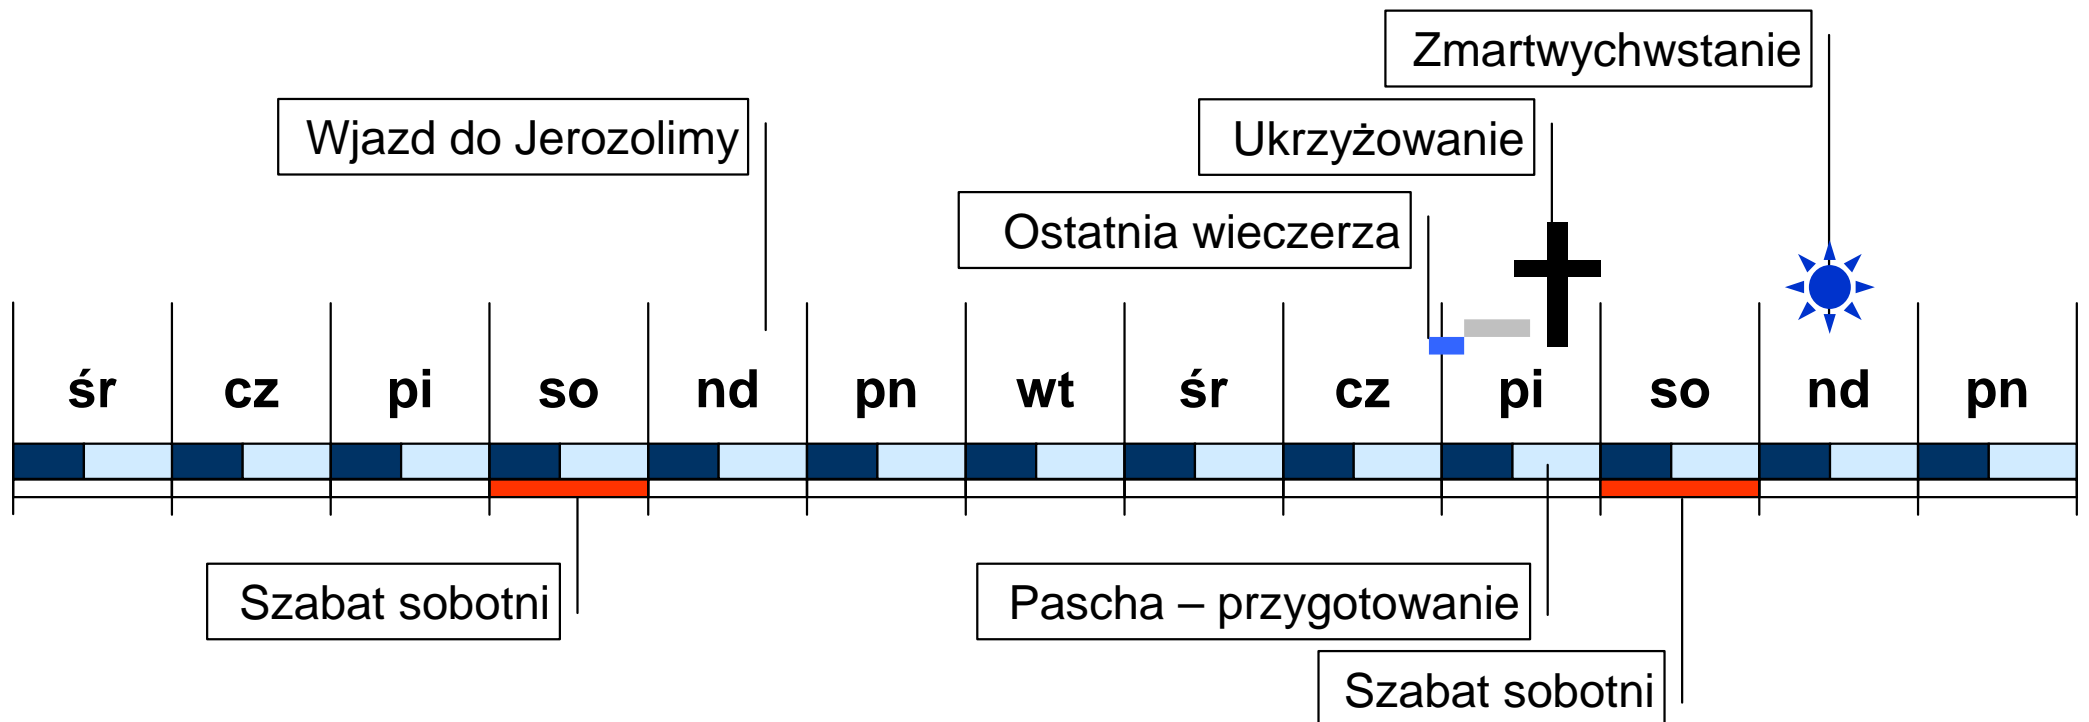 Zmartwychwstanie
Wjazd do Jerozolimy
Ukrzyżowanie
Ostatnia wieczerza
śr cz pi so nd pn wt śr cz pi so nd pn
Szabat sobotni
Pascha – przygotowanie
Szabat sobotni